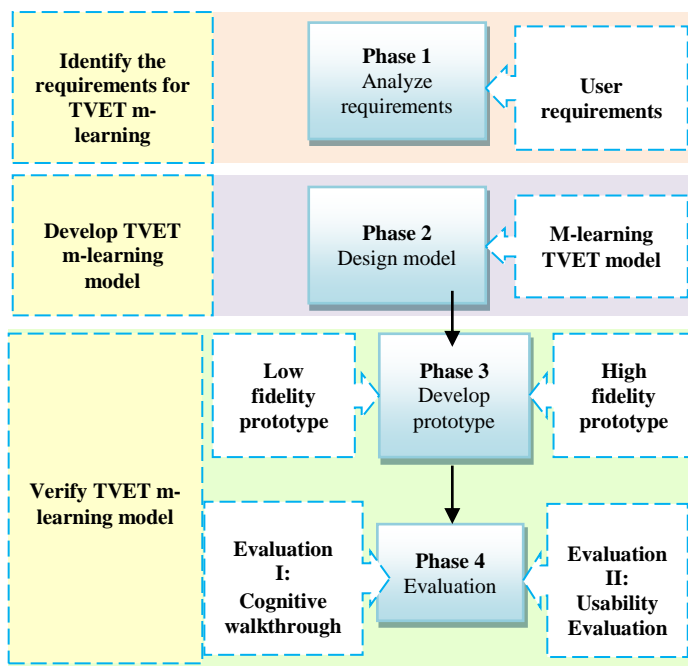 Identify the
requirements for
TVET m-
learning
Phase 1
Analyze
requirements
User
requirements
Develop TVET
m-learning
model
Phase 2
Design model
M-learning
TVET model
Verify TVET m-
learning model
Low
fidelity
prototype
Phase 3
Develop
prototype
High
fidelity
prototype
Evaluation
I:
Cognitive
walkthrough
Phase 4
Evaluation
Evaluation
II:
Usability
Evaluation